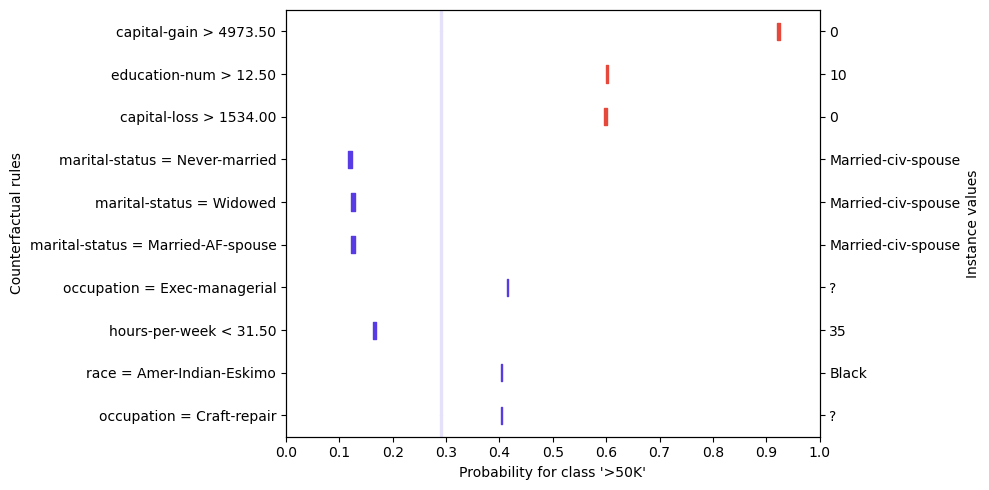 Counterfactual rules
capital-gain > 4973.50
education-num > 12.50
capital-loss > 1534.00
marital-status = Never-married
marital-status = Widowed
marital-status = Married-AF-spouse
occupation = Exec-managerial
hours-per-week < 31.50
race = Amer-Indian-Eskimo
occupation = Craft-repair
0
10
0
Married-civ-spouse
Married-civ-spouse
Married-civ-spouse
?
35
Black
?
Instance values
0.0 0.1 0.2 0.3 0.4 0.5 0.6 0.7 0.8 0.9 1.0
Probability for class '>50K'